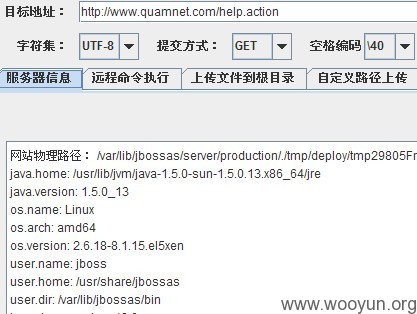 目标地址： http://www.quamnet.com/help.action
字符集： UTF-8 提交方式： GET 空格编码 \40
服务器信息 远程命令执行 上传文件到根目录 自定义路径上传
网站物理路径： /var/lib/jbossas/server/production/./tmp/deploy/tmp29805Fr
java.home: /usr/lib/jvm/java-1.5.0-sun-1.5.0.13.x86_64/jre
java.version: 1.5.0_13
os.name: Linux
os.arch: amd64
os.version: 2.6.18-8.1.15.el5xen
user.name: jboss
user.home: /usr/share/jbossas
user.dir: /var/lib/jbossas/bin
www.wooyun.org